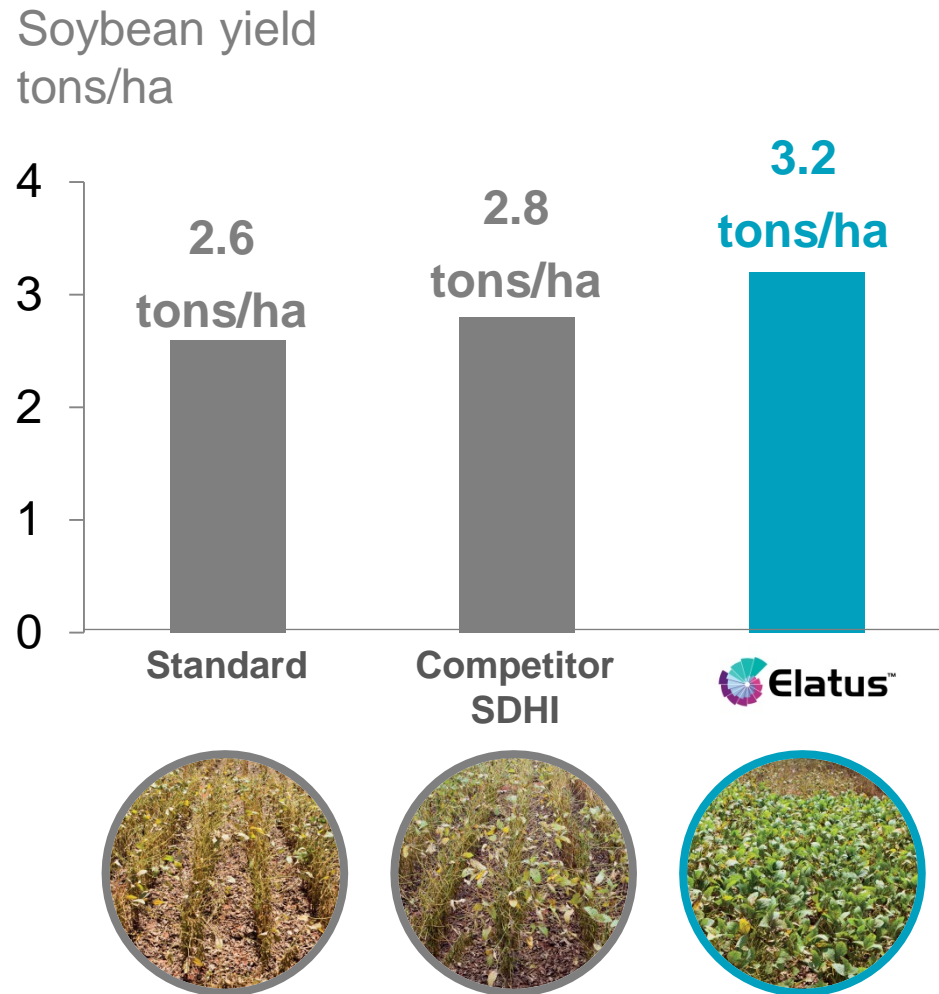 Soybean yield
tons/ha
4
3
2
1
0
2.6
tons/ha
2.8
tons/ha
3.2
tons/ha
Standard
Competitor
SDHI
Elatus™